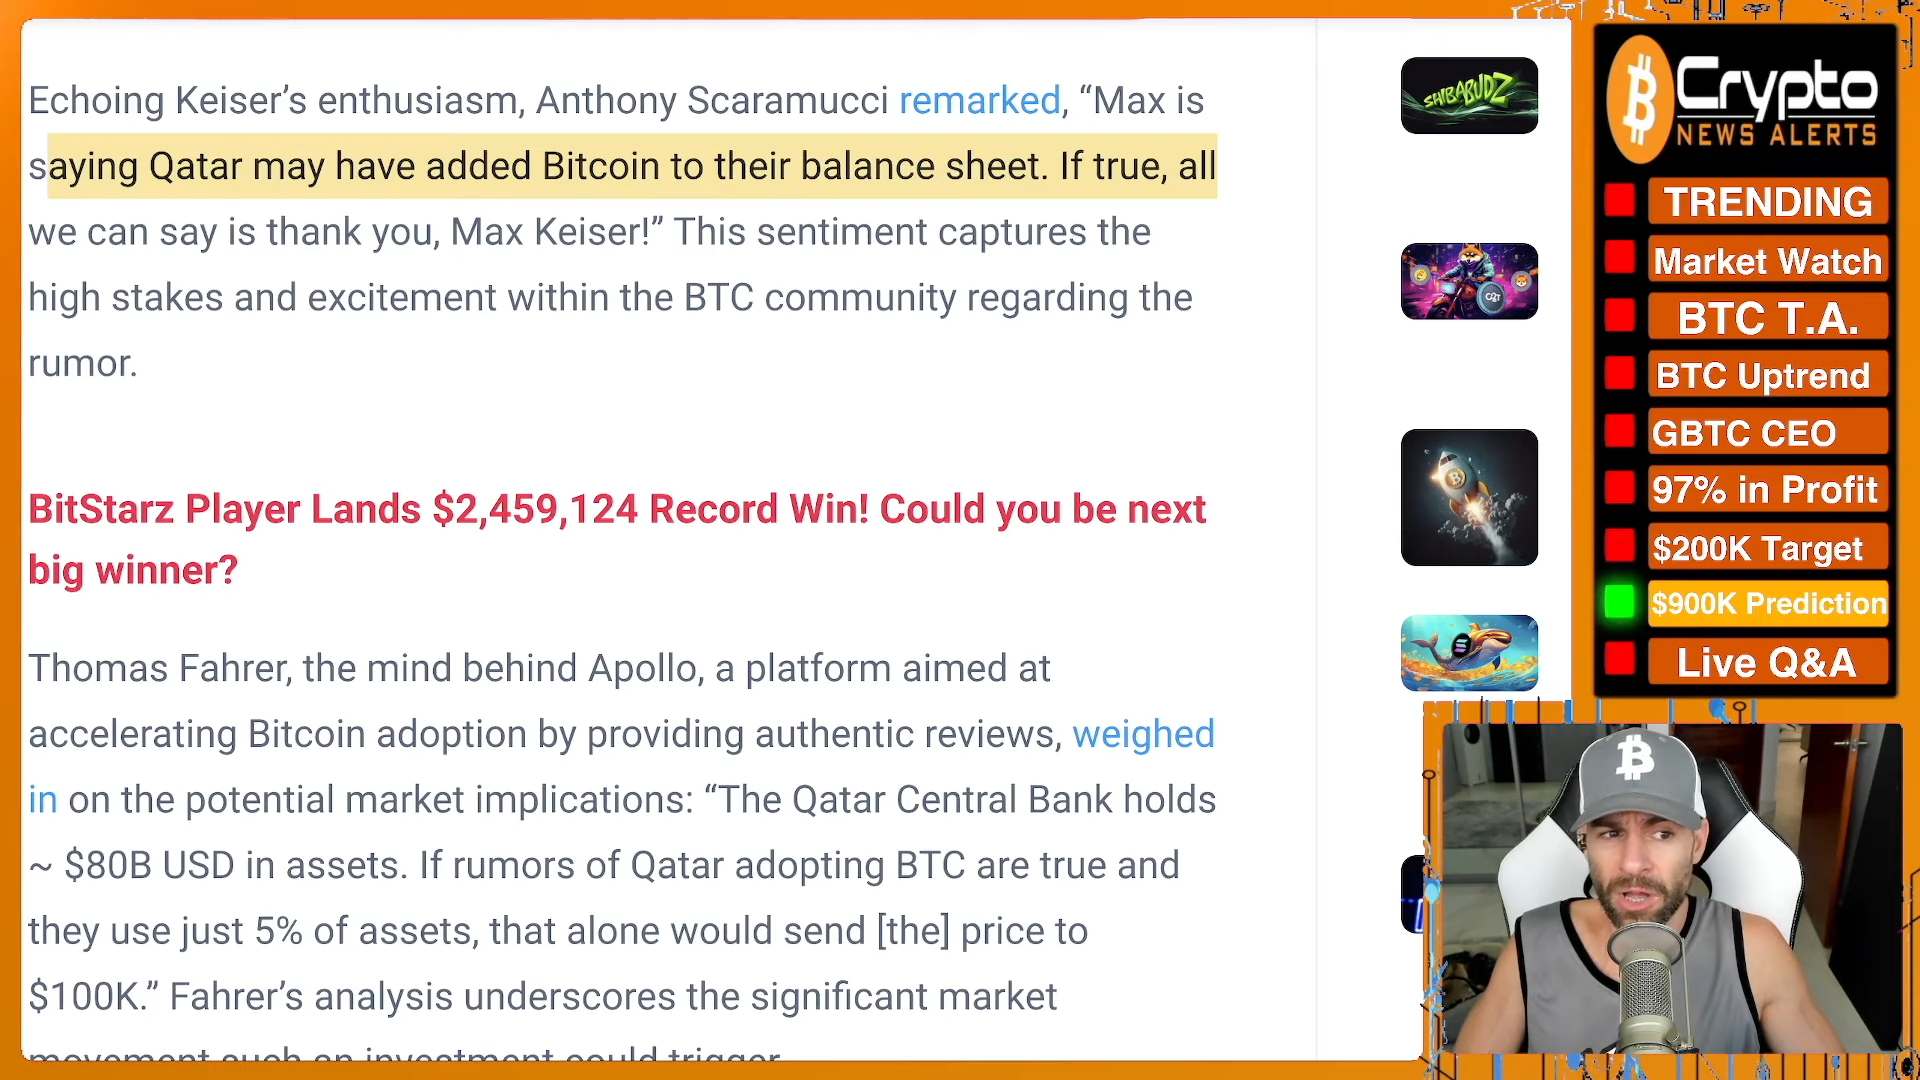 Echoing Keiser’s enthusiasm, Anthony Scaramucci remarked, “Max is
saying Qatar may have added Bitcoin to their balance sheet. If true, all
we can say is thank you, Max Keiser!” This sentiment captures the
high stakes and excitement within the BTC community regarding the
rumor.
BitStarz Player Lands $2,459,124 Record Win! Could you be next
big winner?
Thomas Fahrer, the mind behind Apollo, a platform aimed at
accelerating Bitcoin adoption by providing authentic reviews, weighed
in on the potential market implications: “The Qatar Central Bank holds
~ $80B USD in assets. If rumors of Qatar adopting BTC are true and
they use just 5% of assets, that alone would send [the] price to
$100K.” Fahrer’s analysis underscores the significant market
movement such an investment could trigger.
SHIBABUDZ
Crypto
NEWS ALERTS
TRENDING
Market Watch
BTC T.A.
BTC Uptrend
GBTC CEO
97% in Profit
$200K Target
$900K Prediction
Live Q&A